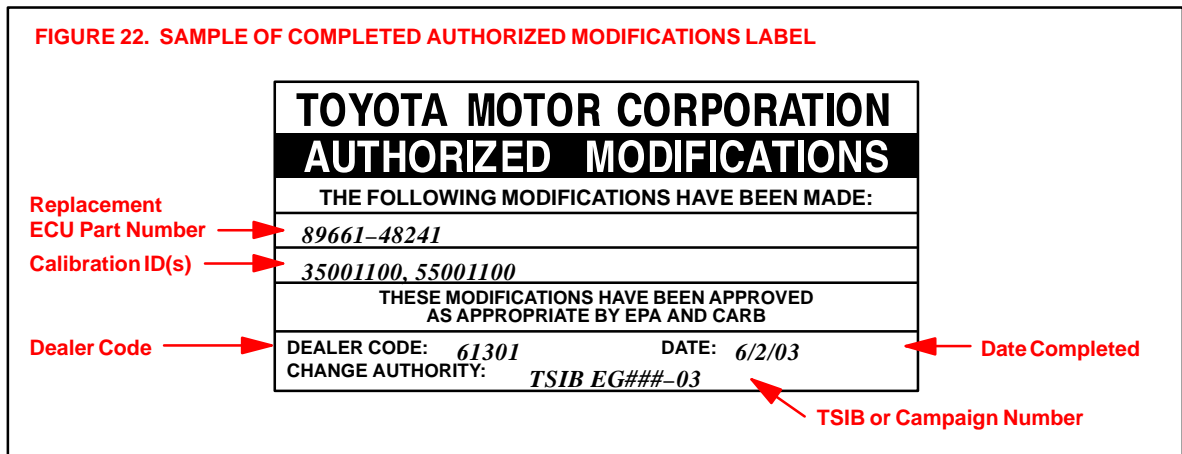 FIGURE 22. SAMPLE OF COMPLETED AUTHORIZED MODIFICATIONS LABEL
TOYOTA MOTOR CORPORATION
AUTHORIZED MODIFICATIONS
THE FOLLOWING MODIFICATIONS HAVE BEEN MADE:
Replacement
ECU Part Number
89661–48241
Calibration ID(s)
35001100, 55001100
THESE MODIFICATIONS HAVE BEEN APPROVED
AS APPROPRIATE BY EPA AND CARB
Dealer Code
DEALER CODE: 61301 DATE: 6/2/03
Date Completed
CHANGE AUTHORITY: TSIB EG###–03
TSIB or Campaign Number